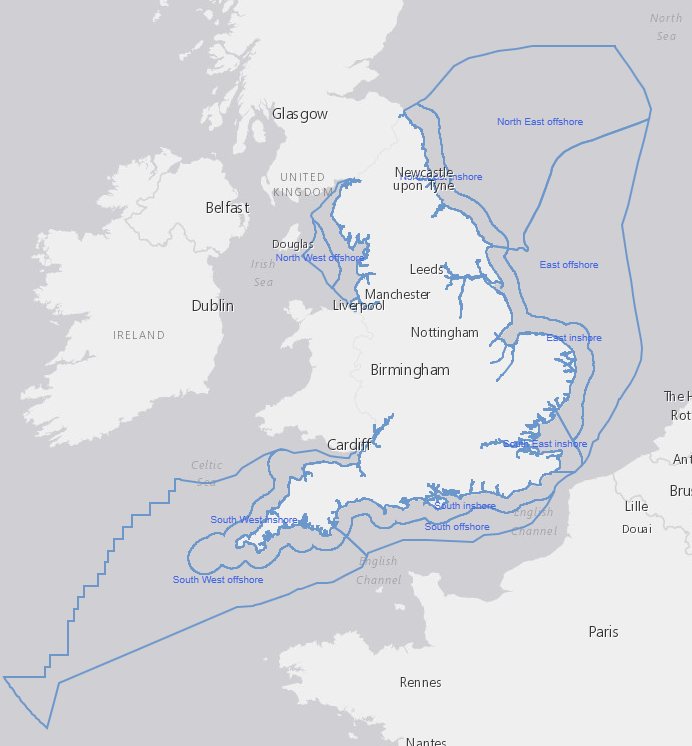 North
Sea
Glasgow
North East offshore
UNITED
KINGDOM
Newcastle
upon Tyne
North East inshore
Belfast
Douglas
North West offshore
Irish
Sea
East offshore
Leeds
Manchester
Liverpool
Dublin
IRELAND
Nottingham
East inshore
Birmingham
The H
Rot
Cardiff
South East inshore
Ant
Celtic
Sea
Brus
South inshore
South West inshore
English
Channel
South offshore
Lille
Douai
English
Channel
South West offshore
Paris
Rennes
Nantes